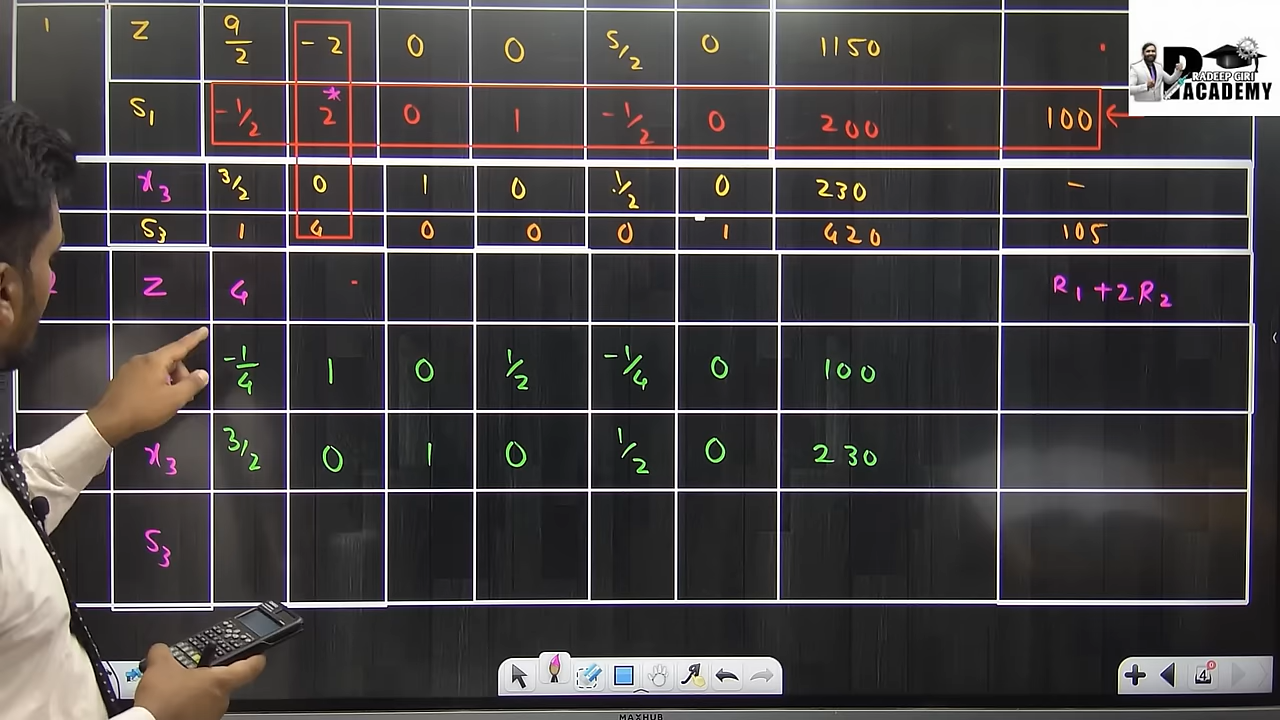 1 Z 9/2 -2 0 0 5/2 0 1150
S1 -1/2 2* 0 1 -1/2 0 200 100 ←
x3 3/2 0 1 0 1/2 0 230 -
S3 1 4 0 0 0 1 420 105
Z 4 R1+2R2
-1/4 1 0 1/2 -1/4 0 100
x3 3/2 0 1 0 1/2 0 230
S3
RADEEP GIRI
ACADEMY
4
MAXHUB